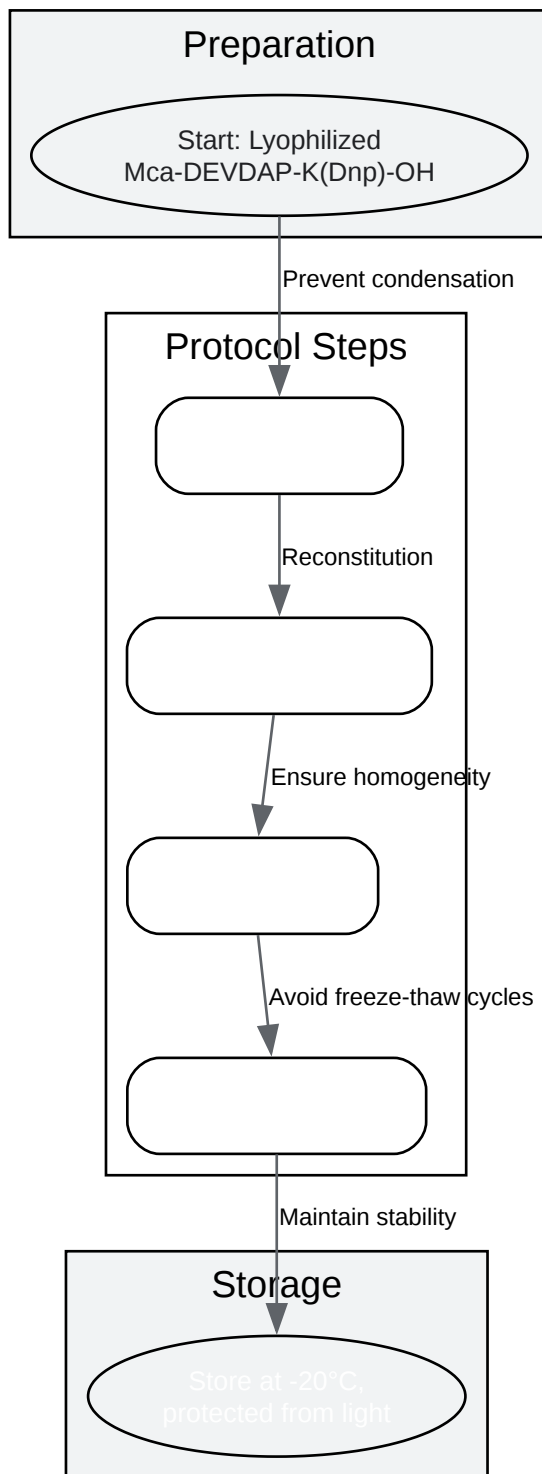 Preparation
Start: Lyophilized
Mca-DEVDAP-K(Dnp)-OH
Prevent condensation
Protocol Steps
Reconstitution
Ensure homogeneity
Avoid freeze-thaw cycles
Maintain stability
Storage
Store at -20°C,
protected from light